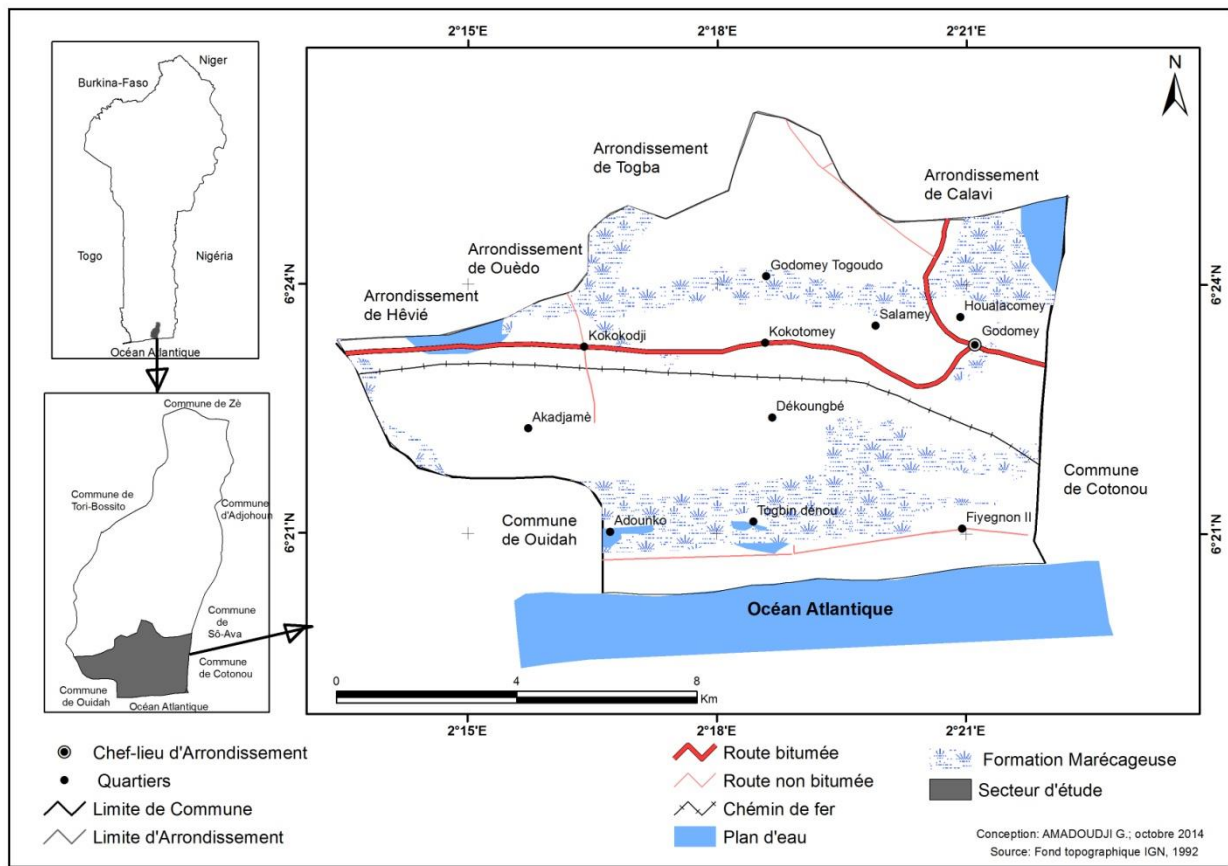 Niger
Burkina-Faso
Togo
Nigéria
Océan Atlantique
Commune de Zè
Commune de
Tori-Bossito
Commune
d'Adjohoun
Commune
de
Sô-Ava
Commune
de Cotonou
Commune
de Ouidah
Océan Atlantique
2°15'E
2°18'E
2°21'E
N
Arrondissement
de Togba
Arrondissement
de Calavi
Arrondissement
de Ouèdo
Arrondissement
de Hêvié
6°24'N
6°24'N
Godomey Togoudo
Houalacomey
Salamey
Godomey
Kokokodji
Kokotomey
Akadjamè
Dékoungbé
Commune
de Cotonou
Commune
de Ouidah
Adounko
Togbin dénou
Fiyegnon II
6°21'N
6°21'N
Océan Atlantique
0 4 8
Km
2°15'E
2°18'E
2°21'E
Chef-lieu d'Arrondissement
Quartiers
Limite de Commune
Limite d'Arrondissement
Route bitumée
Route non bitumée
Chémin de fer
Plan d'eau
Formation Marécageuse
Secteur d'étude
Conception: AMADOUDJI G.; octobre 2014
Source: Fond topographique IGN, 1992